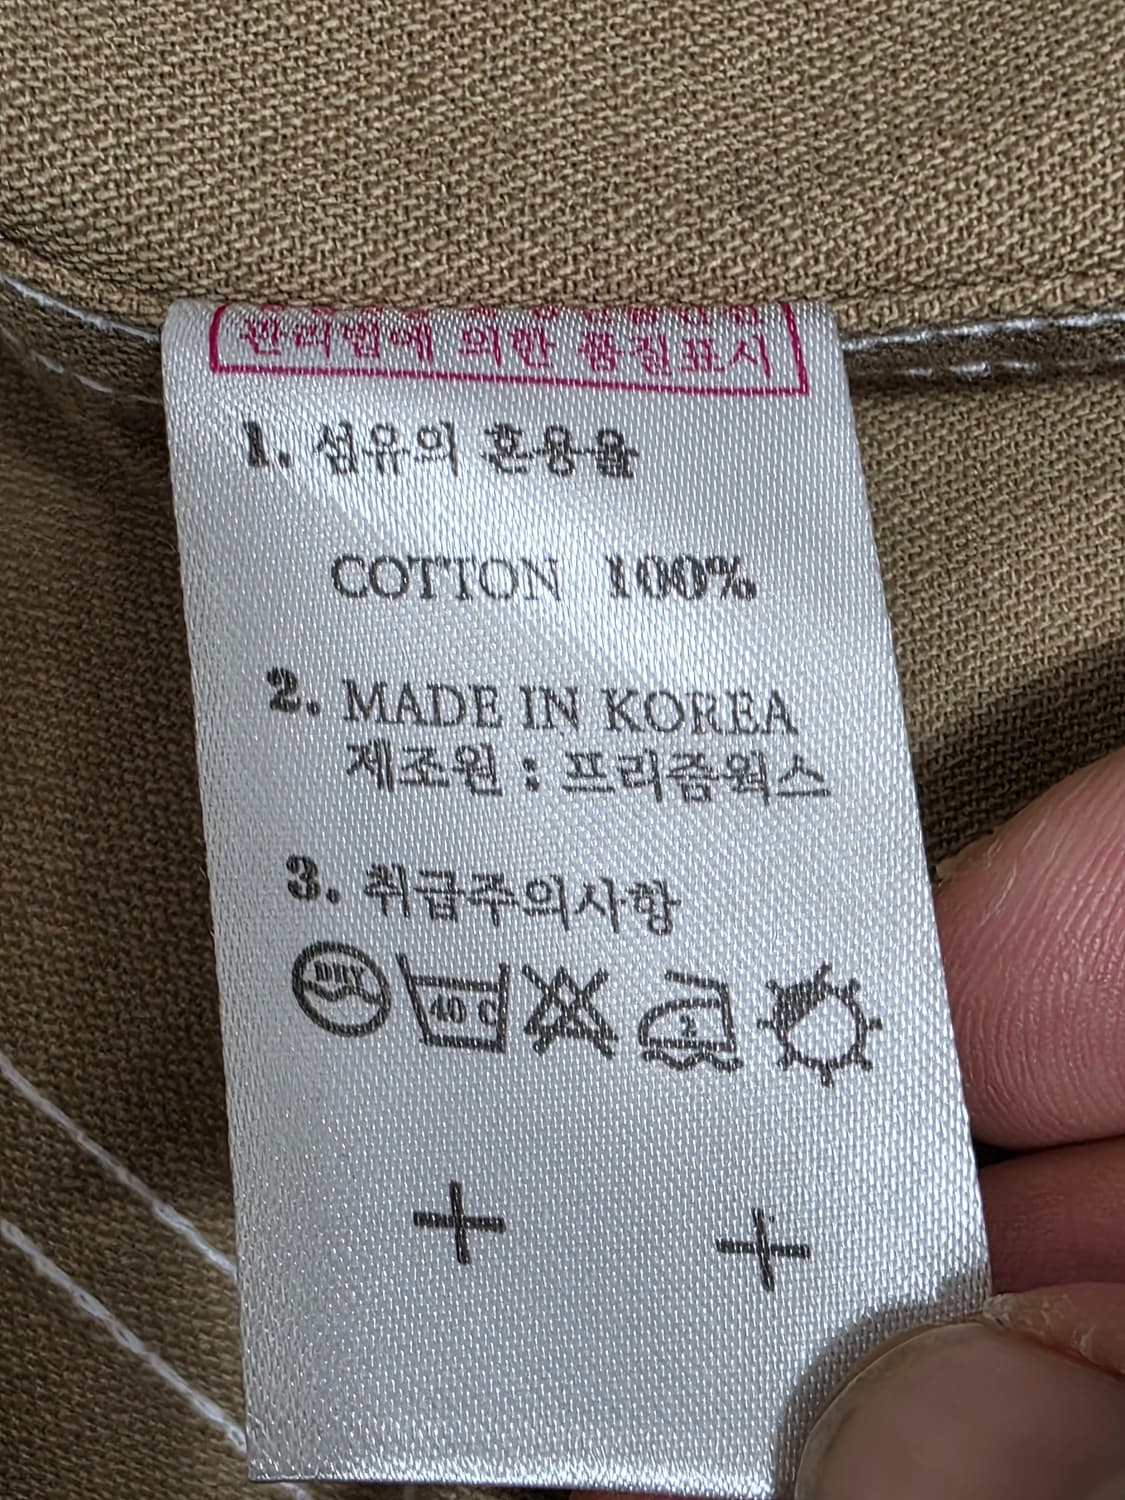 관리법에 의한 품질표시
1. 섬유의 혼용율
COTTON 100%
2. MADE IN KOREA
제조원 : 프리즘웍스
3. 취급주의사항
DRY 40 C 2